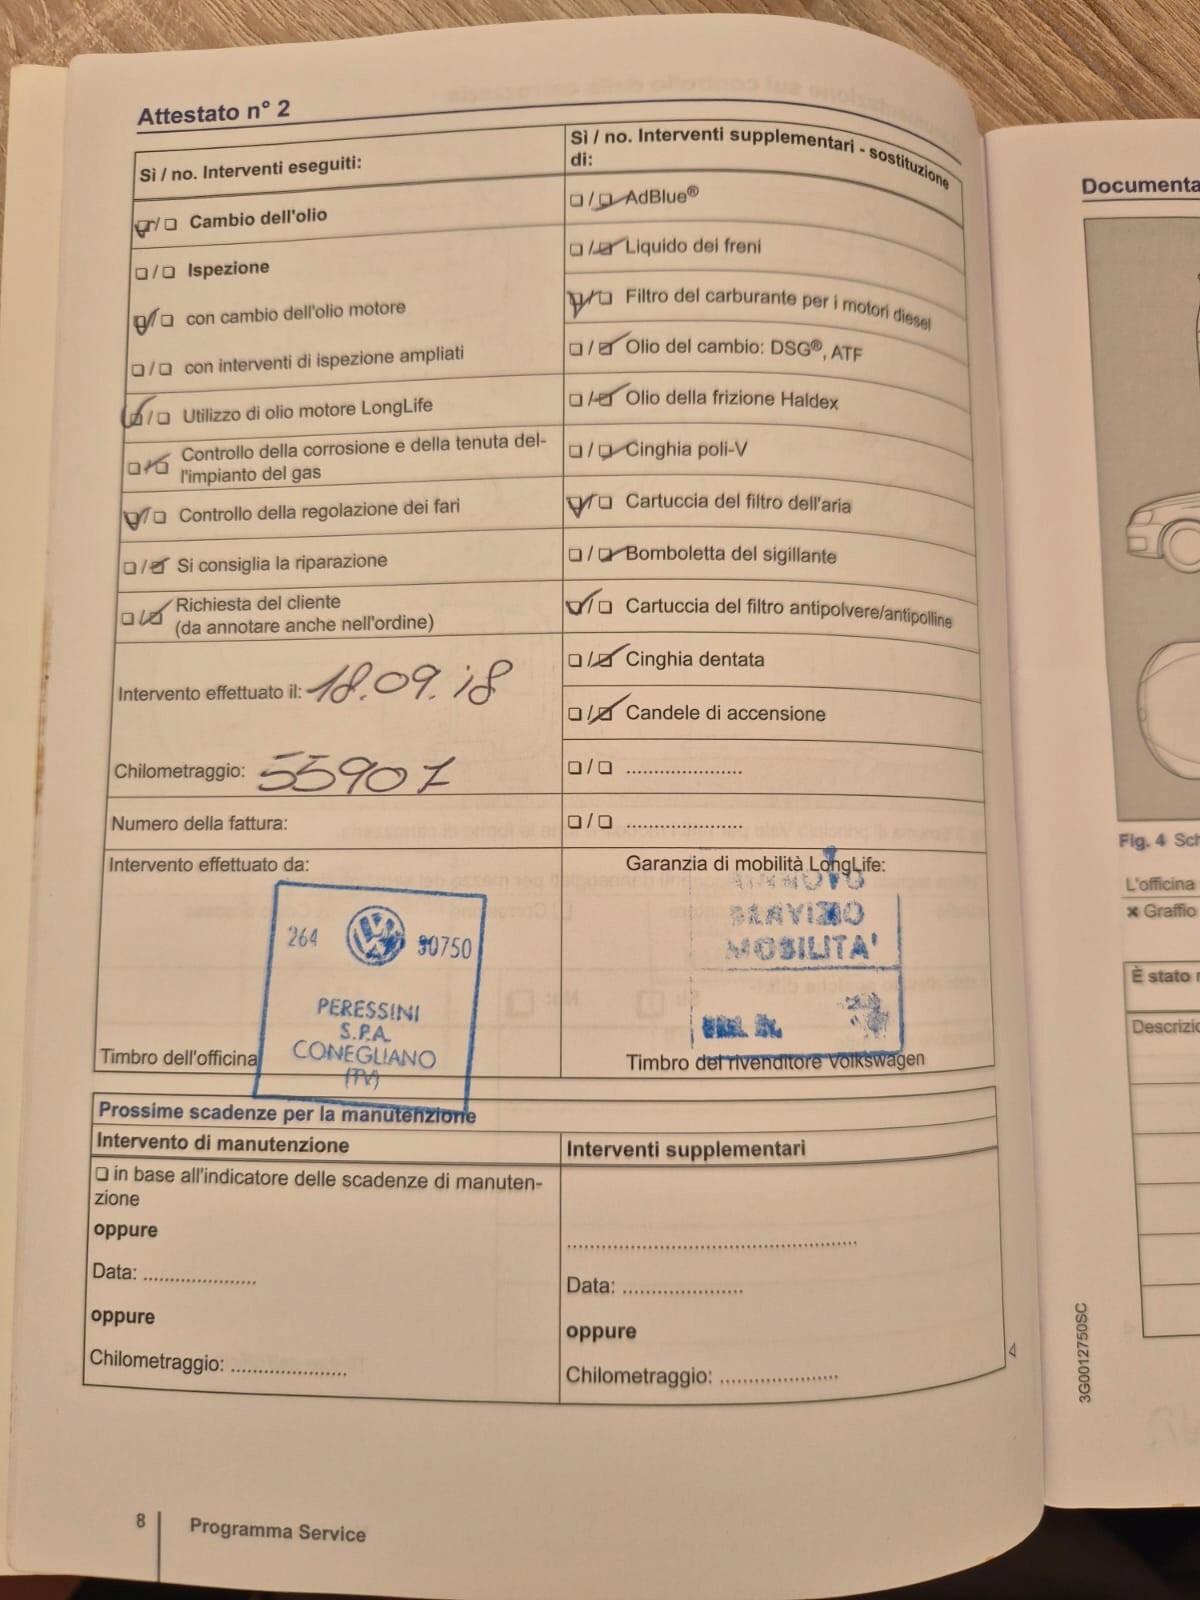 Attestato n° 2
Sì / no. Interventi eseguiti:
❏/❏ Cambio dell'olio
❏/❏ Ispezione
❏/❏ con cambio dell'olio motore
❏/❏ con interventi di ispezione ampliati
❏/❏ Utilizzo di olio motore LongLife
❏/❏ Controllo della corrosione e della tenuta del-
l'impianto del gas
❏/❏ Controllo della regolazione dei fari
❏/❏ Si consiglia la riparazione
❏/❏ Richiesta del cliente
(da annotare anche nell'ordine)
Intervento effettuato il: 18.09.18
Chilometraggio: 55907
Numero della fattura:
Intervento effettuato da:
264 90750
PERESSINI
S.P.A.
CONEGLIANO
(TV)
Timbro dell'officina
Sì / no. Interventi supplementari - sostituzione
di:
❏/❏ AdBlue®
❏/❏ Liquido dei freni
❏/❏ Filtro del carburante per i motori diesel
❏/❏ Olio del cambio: DSG®, ATF
❏/❏ Olio della frizione Haldex
❏/❏ Cinghia poli-V
❏/❏ Cartuccia del filtro dell'aria
❏/❏ Bomboletta del sigillante
❏/❏ Cartuccia del filtro antipolvere/antipolline
❏/❏ Cinghia dentata
❏/❏ Candele di accensione
❏/❏ .....................
❏/❏ .....................
Garanzia di mobilità LongLife:
SERVIZIO
MOBILITA'
Timbro del rivenditore Volkswagen
Prossime scadenze per la manutenzione
Intervento di manutenzione
❏ in base all'indicatore delle scadenze di manuten-
zione
oppure
Data: .....................
oppure
Chilometraggio: .....................
Interventi supplementari
.....................
Data: .....................
oppure
Chilometraggio: .....................
8
Programma Service
Documenta
Fig. 4 Sch
L'officina
✖ Graffio
È stato
Descrizio
3G0012750SC